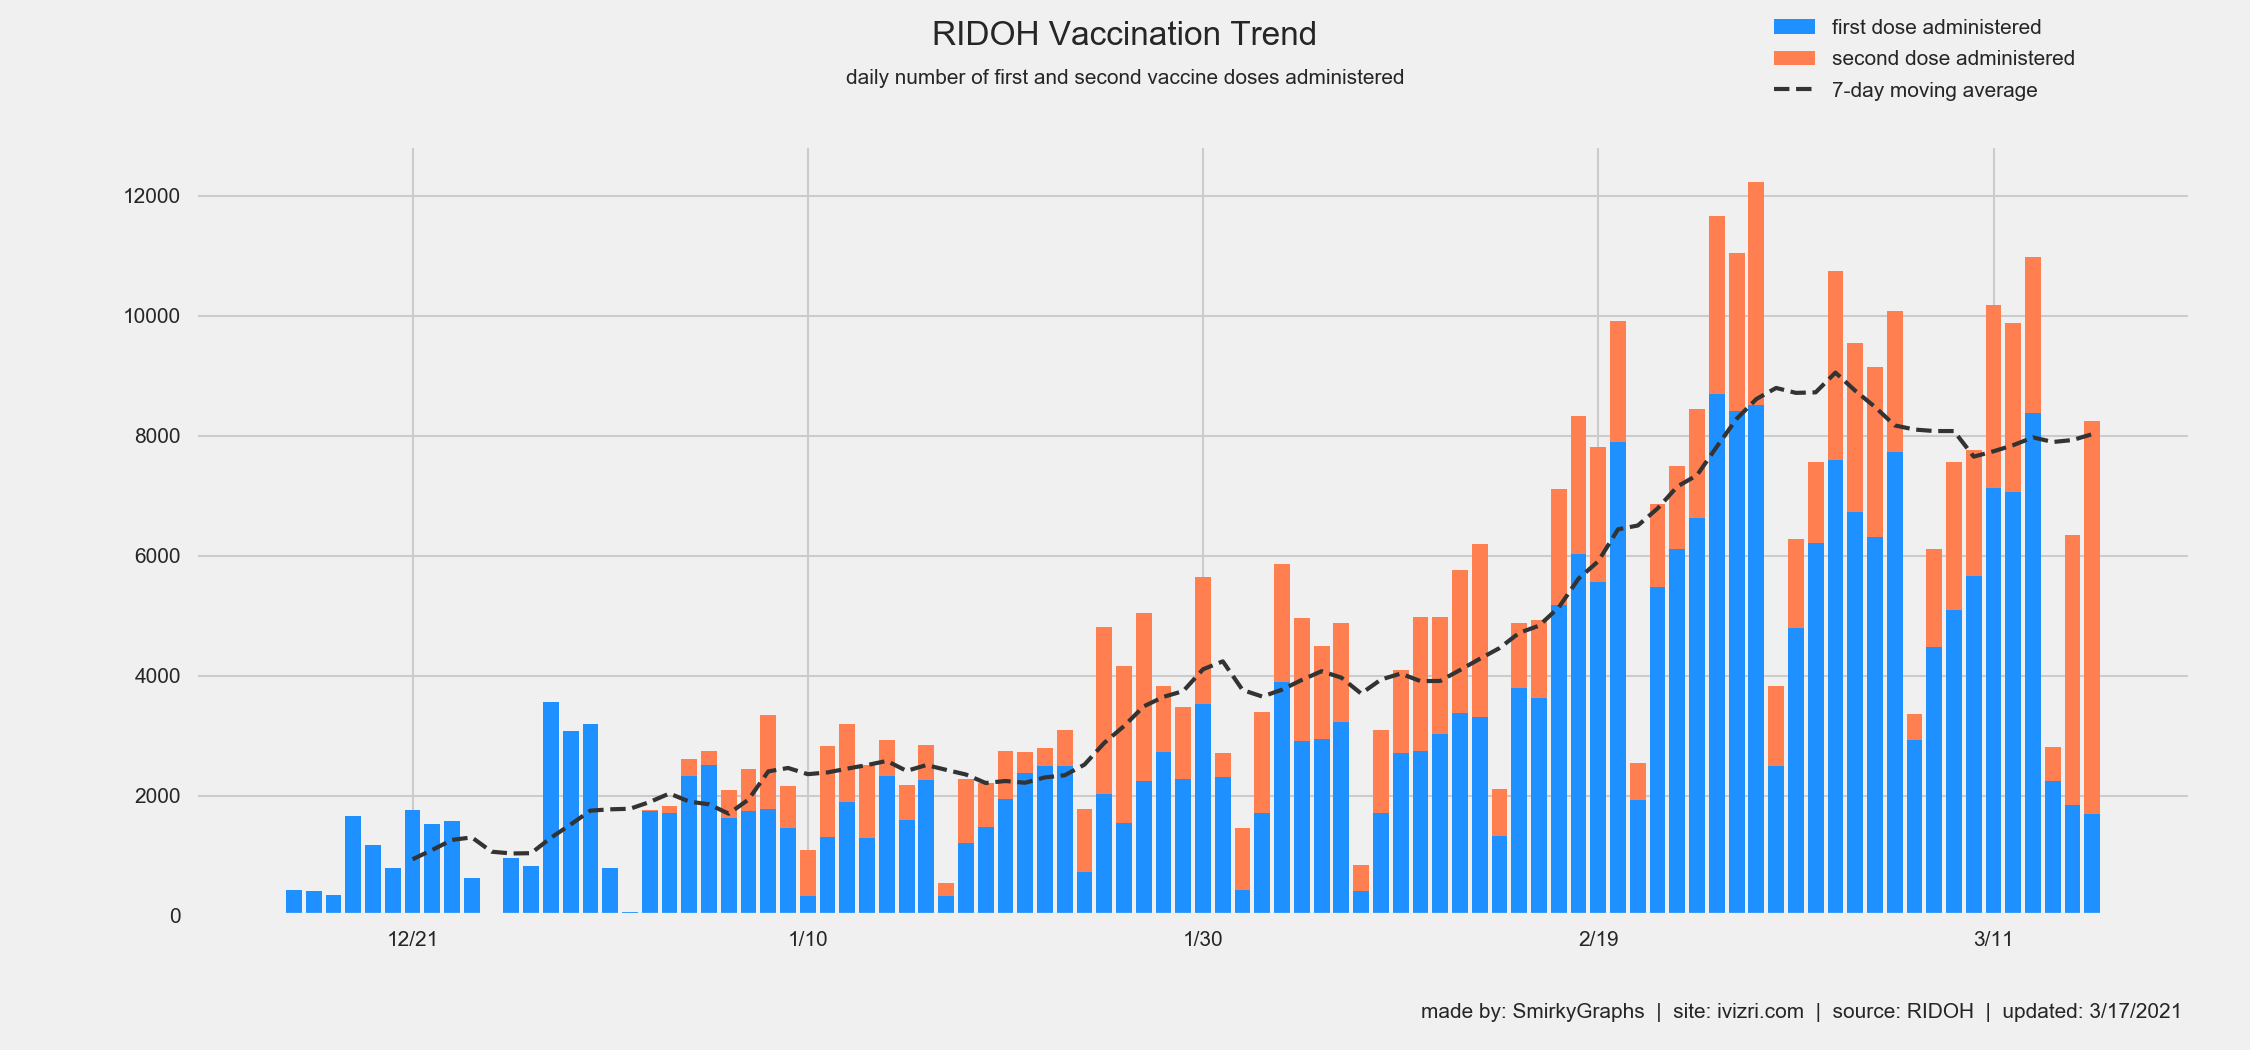 RIDOH Vaccination Trend
daily number of first and second vaccine doses administered
first dose administered
second dose administered
7-day moving average
12000
10000
8000
6000
4000
2000
0
12/21 1/10 1/30 2/19 3/11
made by: SmirkyGraphs | site: ivizri.com | source: RIDOH | updated: 3/17/2021